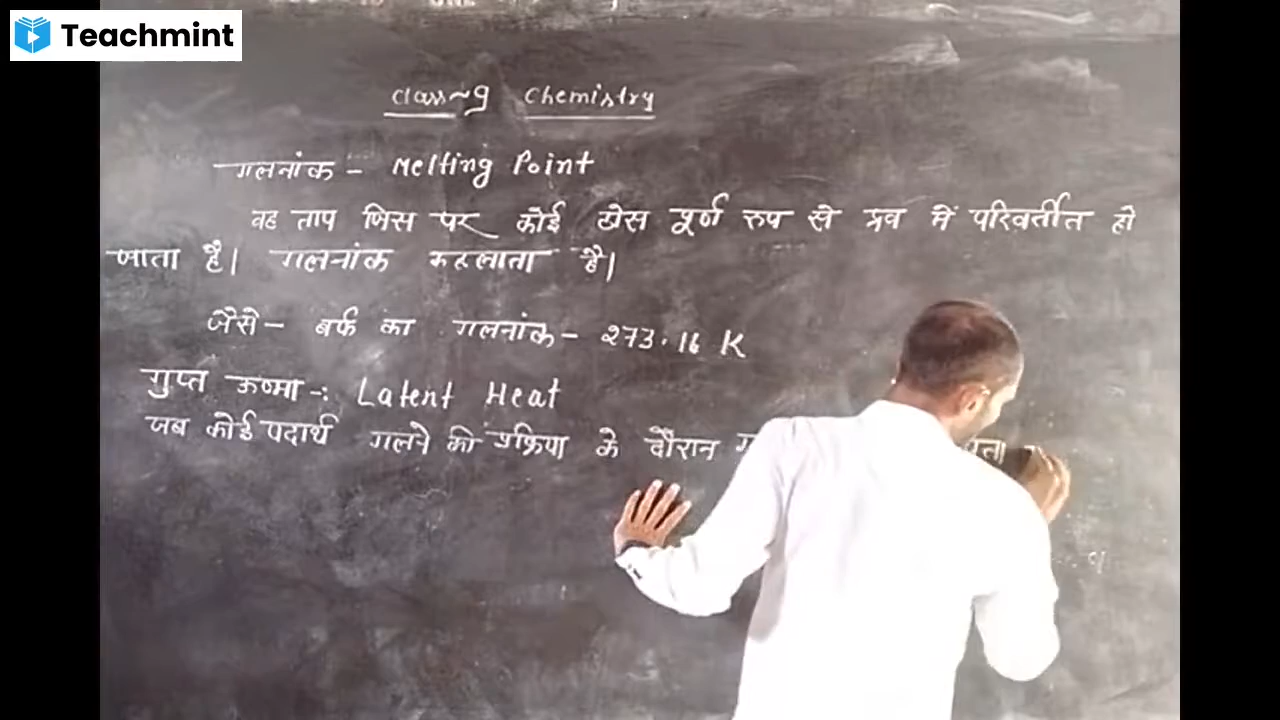 Teachmint
Class~9 Chemistry
गलनांक - Melting Point
वह ताप जिस पर कोई ठोस पूर्ण रुप से द्रव में परिवर्तीत हो
जाता है। गलनांक कहलाता है।
जैसे - बर्फ का गलनांक - 273.16 K
गुप्त ऊष्मा -: Latent Heat
जब कोई पदार्थ गलने की प्रक्रिया के दौरान